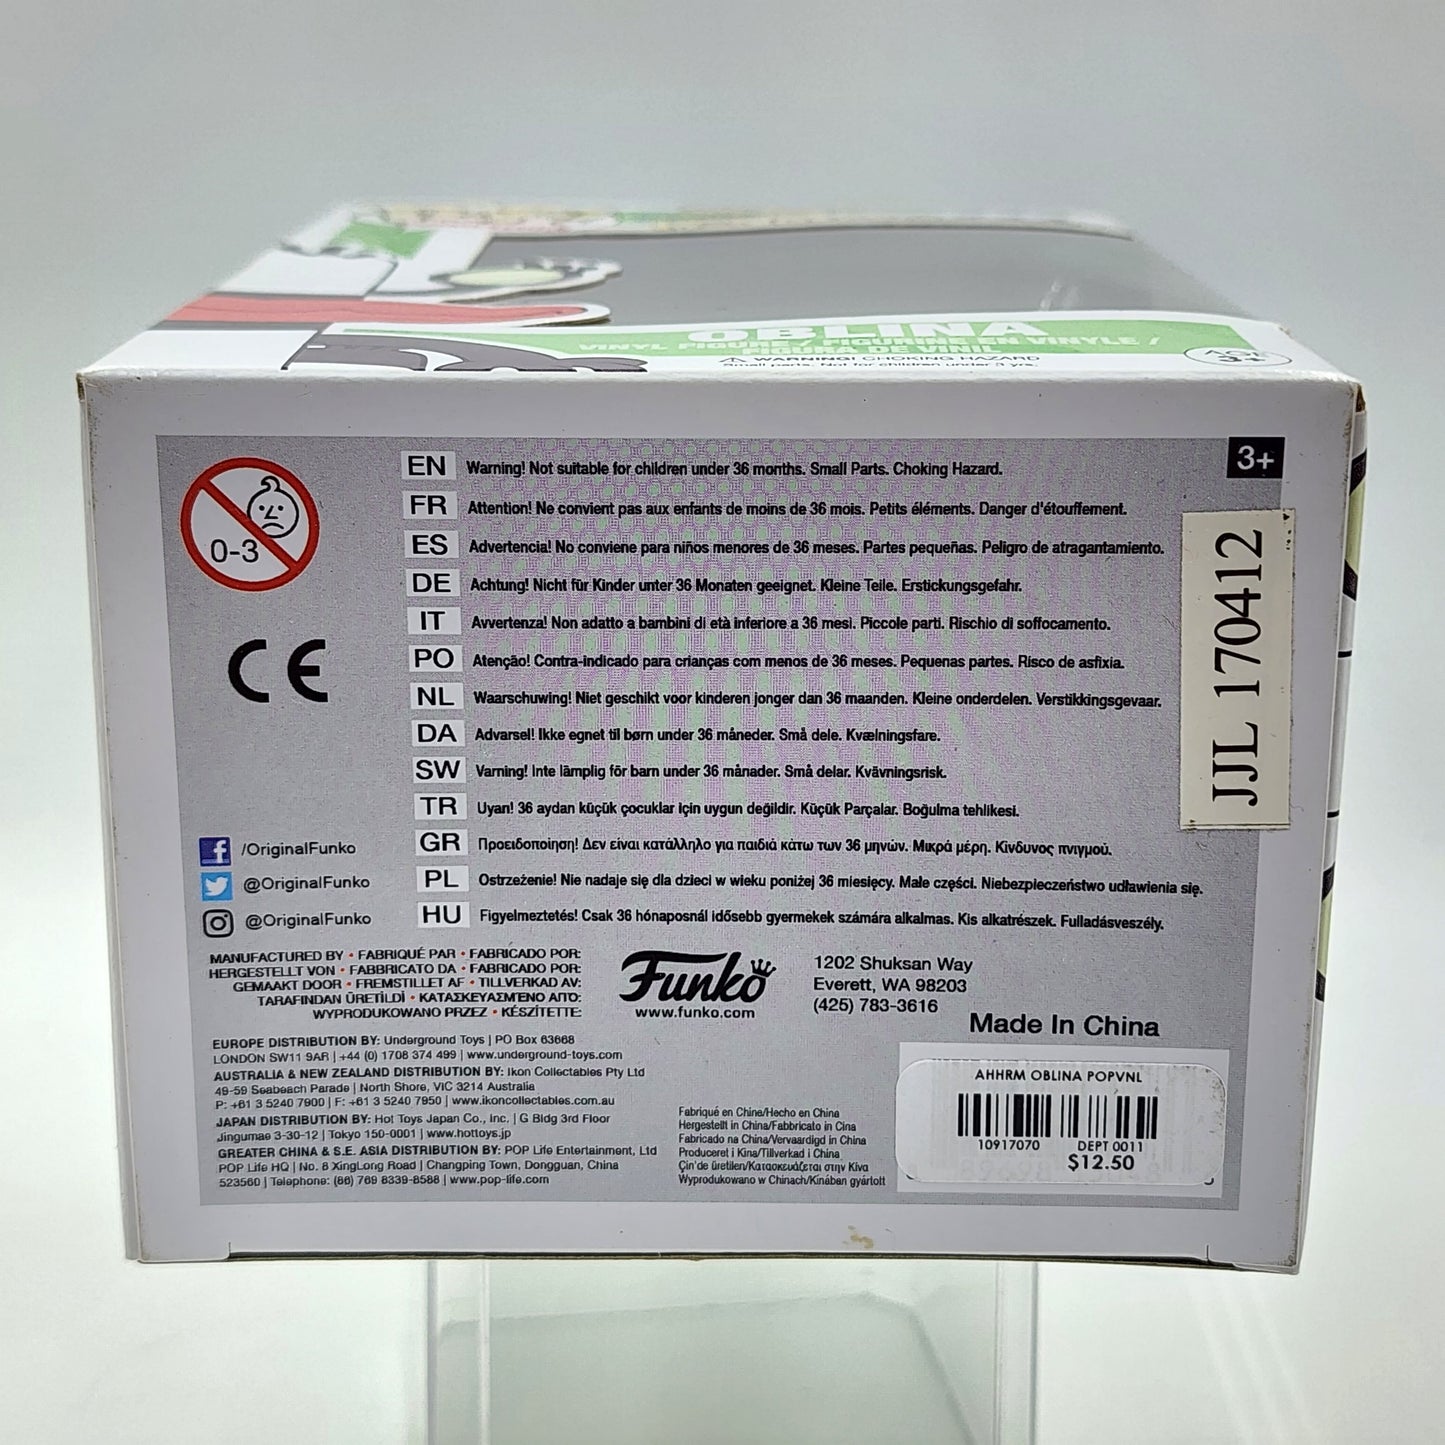 OBLINA
VINYL FIGURE / FIGURINE EN VINYLE /
FIGURA DE VINIL
WARNING: CHOKING HAZARD
Small parts. Not for children under 3 yrs.
AGE
3+
3+
0-3
EN Warning! Not suitable for children under 36 months. Small Parts. Choking Hazard.
FR Attention! Ne convient pas aux enfants de moins de 36 mois. Petits éléments. Danger d'étouffement.
ES Advertencia! No conviene para niños menores de 36 meses. Partes pequeñas. Peligro de atragantamiento.
DE Achtung! Nicht für Kinder unter 36 Monaten geeignet. Kleine Teile. Erstickungsgefahr.
IT Avvertenza! Non adatto a bambini di età inferiore a 36 mesi. Piccole parti. Rischio di soffocamento.
PO Atenção! Contra-indicado para crianças com menos de 36 meses. Pequenas partes. Risco de asfixia.
NL Waarschuwing! Niet geschikt voor kinderen jonger dan 36 maanden. Kleine onderdelen. Verstikkingsgevaar.
DA Advarsel! Ikke egnet til børn under 36 måneder. Små dele. Kvælningsfare.
SW Varning! Inte lämplig för barn under 36 månader. Små delar. Kvävningsrisk.
TR Uyarı! 36 aydan küçük çocuklar için uygun değildir. Küçük Parçalar. Boğulma tehlikesi.
GR Προειδοποίηση! Δεν είναι κατάλληλο για παιδιά κάτω των 36 μηνών. Μικρά μέρη. Κίνδυνος πνιγμού.
PL Ostrzeżenie! Nie nadaje się dla dzieci w wieku poniżej 36 miesięcy. Małe części. Niebezpieczeństwo udławienia się.
HU Figyelmeztetés! Csak 36 hónaposnál idősebb gyermekek számára alkalmas. Kis alkatrészek. Fulladásveszély.
CE
JJL 170412
/OriginalFunko
@OriginalFunko
@OriginalFunko
MANUFACTURED BY • FABRIQUÉ PAR • FABRICADO POR:
HERGESTELLT VON • FABBRICATO DA • FABRICADO POR:
GEMAAKT DOOR • FREMSTILLET AF • TILLVERKAD AV:
TARAFINDAN ÜRETİLDİ • ΚΑΤΑΣΚΕΥΑΣΜΈΝΟ ΑΠΌ:
WYPRODUKOWANO PRZEZ • KÉSZÍTETTE:
Funko
www.funko.com
1202 Shuksan Way
Everett, WA 98203
(425) 783-3616
Made In China
EUROPE DISTRIBUTION BY: Underground Toys | PO Box 63668
LONDON SW11 9AR | +44 (0) 1708 374 499 | www.underground-toys.com
AUSTRALIA & NEW ZEALAND DISTRIBUTION BY: Ikon Collectables Pty Ltd
49-59 Seabeach Parade | North Shore, VIC 3214 Australia
P: +61 3 5240 7900 | F: +61 3 5240 7950 | www.ikoncollectables.com.au
JAPAN DISTRIBUTION BY: Hot Toys Japan Co., Inc. | G Bldg 3rd Floor
Jingumae 3-30-12 | Tokyo 150-0001 | www.hottoys.jp
GREATER CHINA & S.E. ASIA DISTRIBUTION BY: POP Life Entertainment, Ltd
POP Life HQ | No. 8 XingLong Road | Changping Town, Dongguan, China
523560 | Telephone: (86) 769 8339-8588 | www.pop-life.com
Fabriqué en Chine/Hecho en China
Hergestellt in China/Fabbricato in Cina
Fabricado na China/Vervaardigd in China
Produceret i Kina/Tillverkad i China
Çin'de üretilen/Κατασκευάζεται στην Κίνα
Wyprodukowano w Chinach/Kínában gyártott
AHHRM OBLINA POPVNL
10917070 DEPT 0011
$12.50